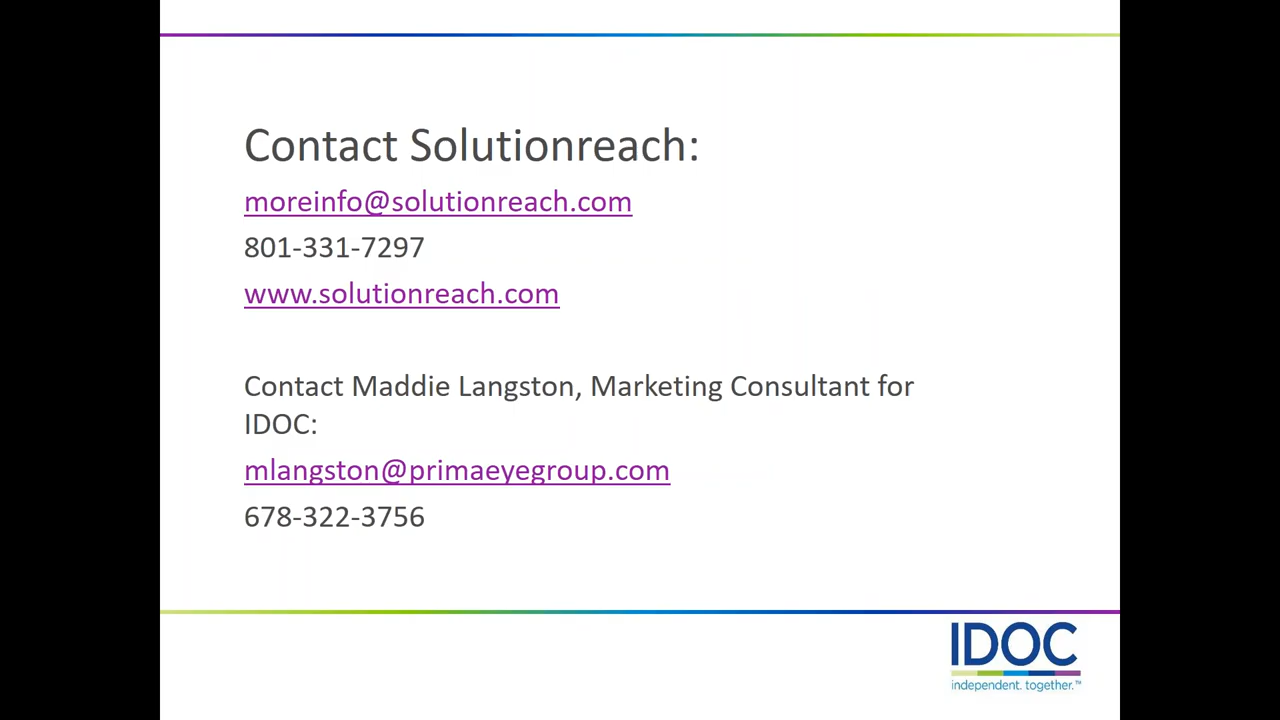 Contact Solutionreach:
moreinfo@solutionreach.com
801-331-7297
www.solutionreach.com
Contact Maddie Langston, Marketing Consultant for
IDOC:
mlangston@primaeyegroup.com
678-322-3756
IDOC
independent. together.™